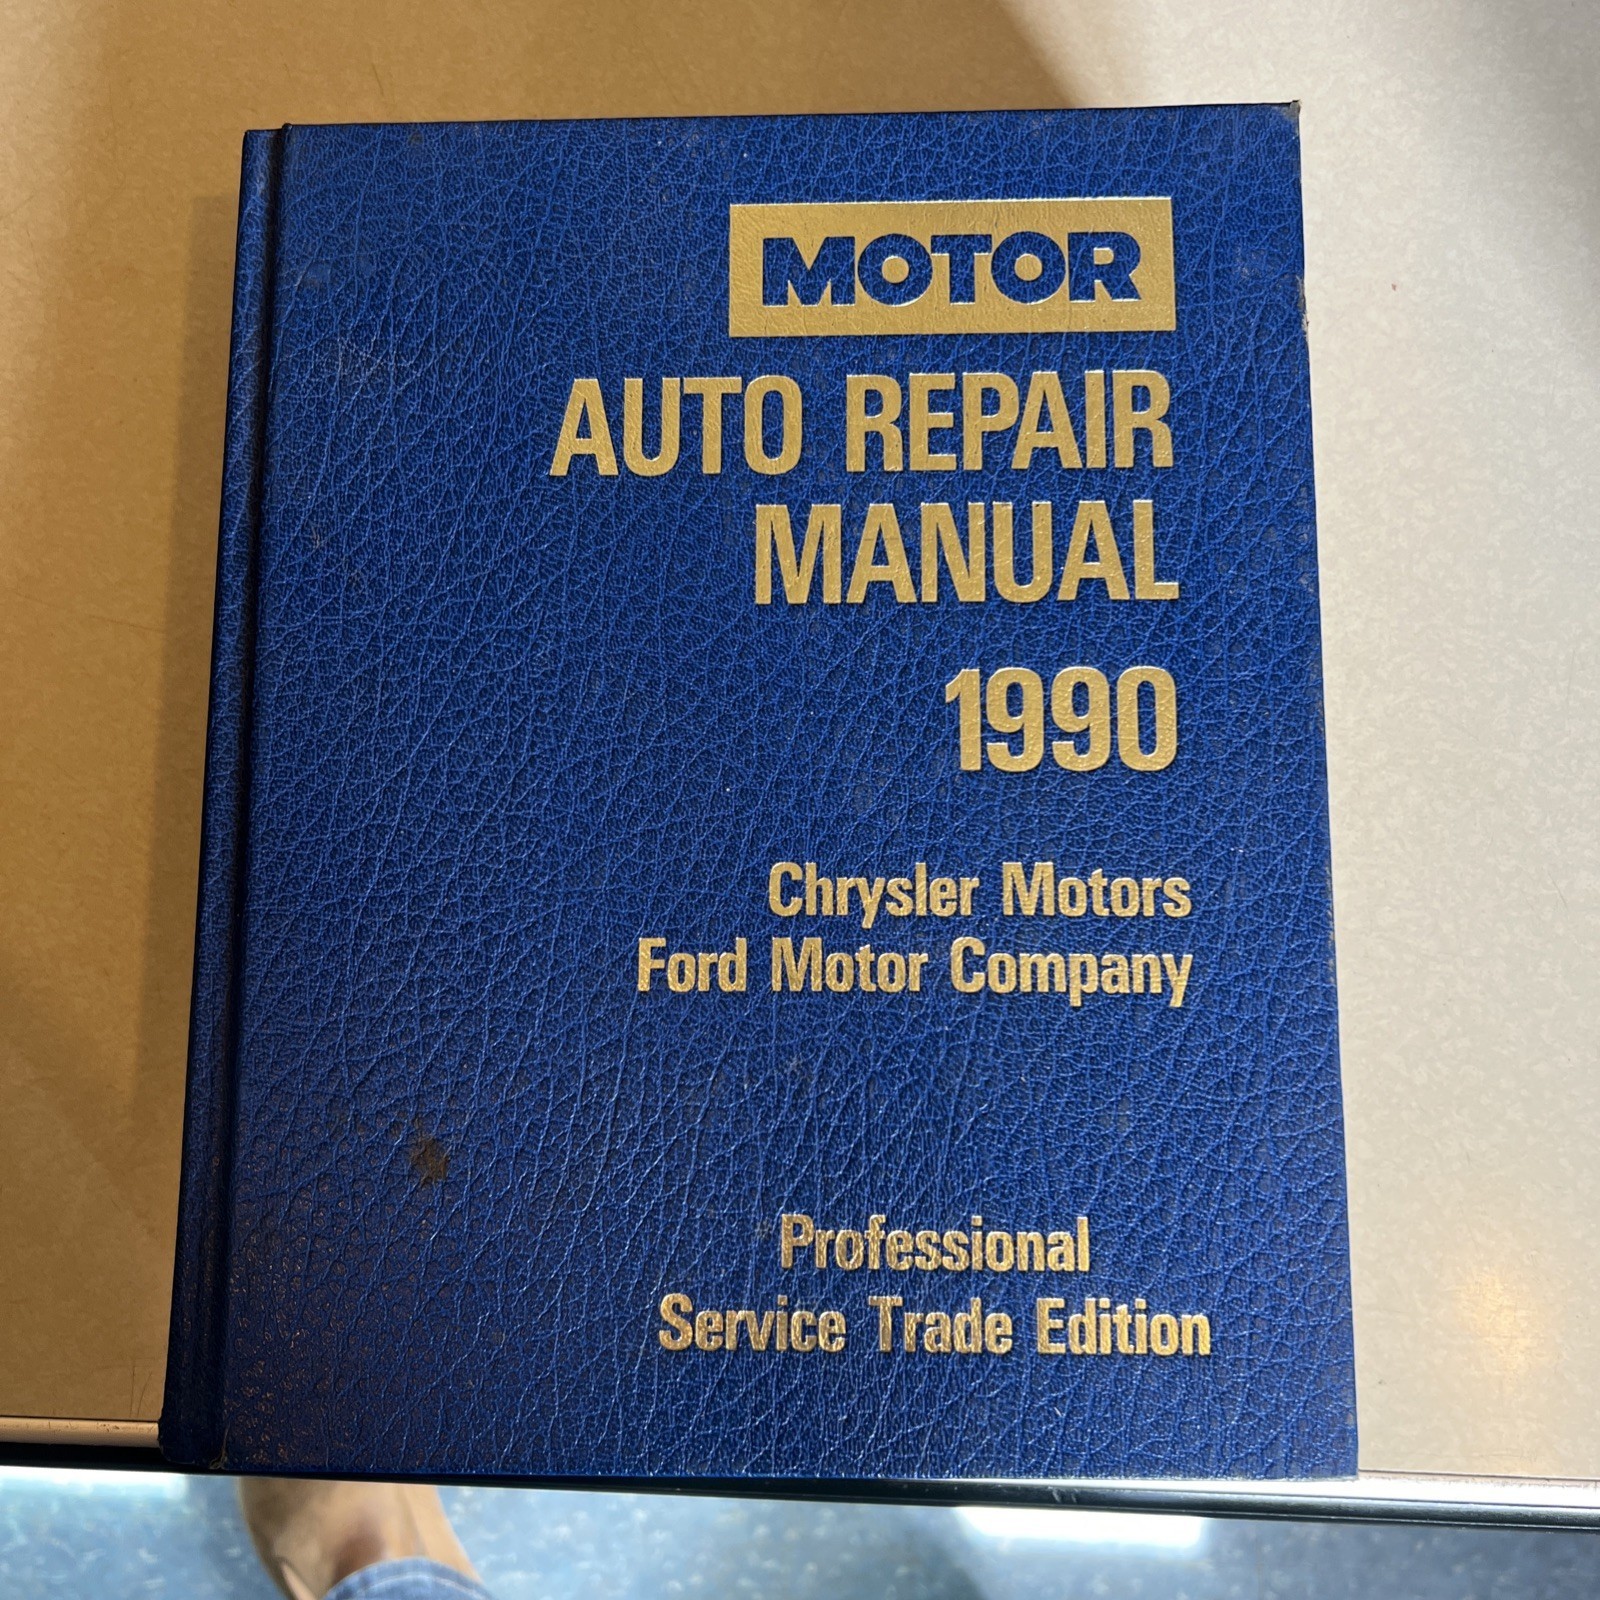 MOTOR
AUTO REPAIR
MANUAL
1990
Chrysler Motors
Ford Motor Company
Professional
Service Trade Edition